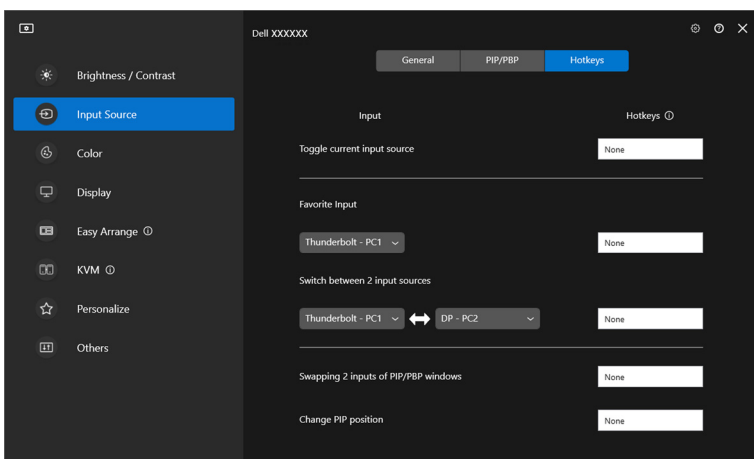 Dell XXXXXX
Brightness / Contrast
Input Source
Color
Display
Easy Arrange
KVM
Personalize
Others
General PIP/PBP Hotkeys
Input Hotkeys
Toggle current input source None
Favorite Input
Thunderbolt - PC1 None
Switch between 2 input sources
Thunderbolt - PC1 DP - PC2 None
Swapping 2 inputs of PIP/PBP windows None
Change PIP position None